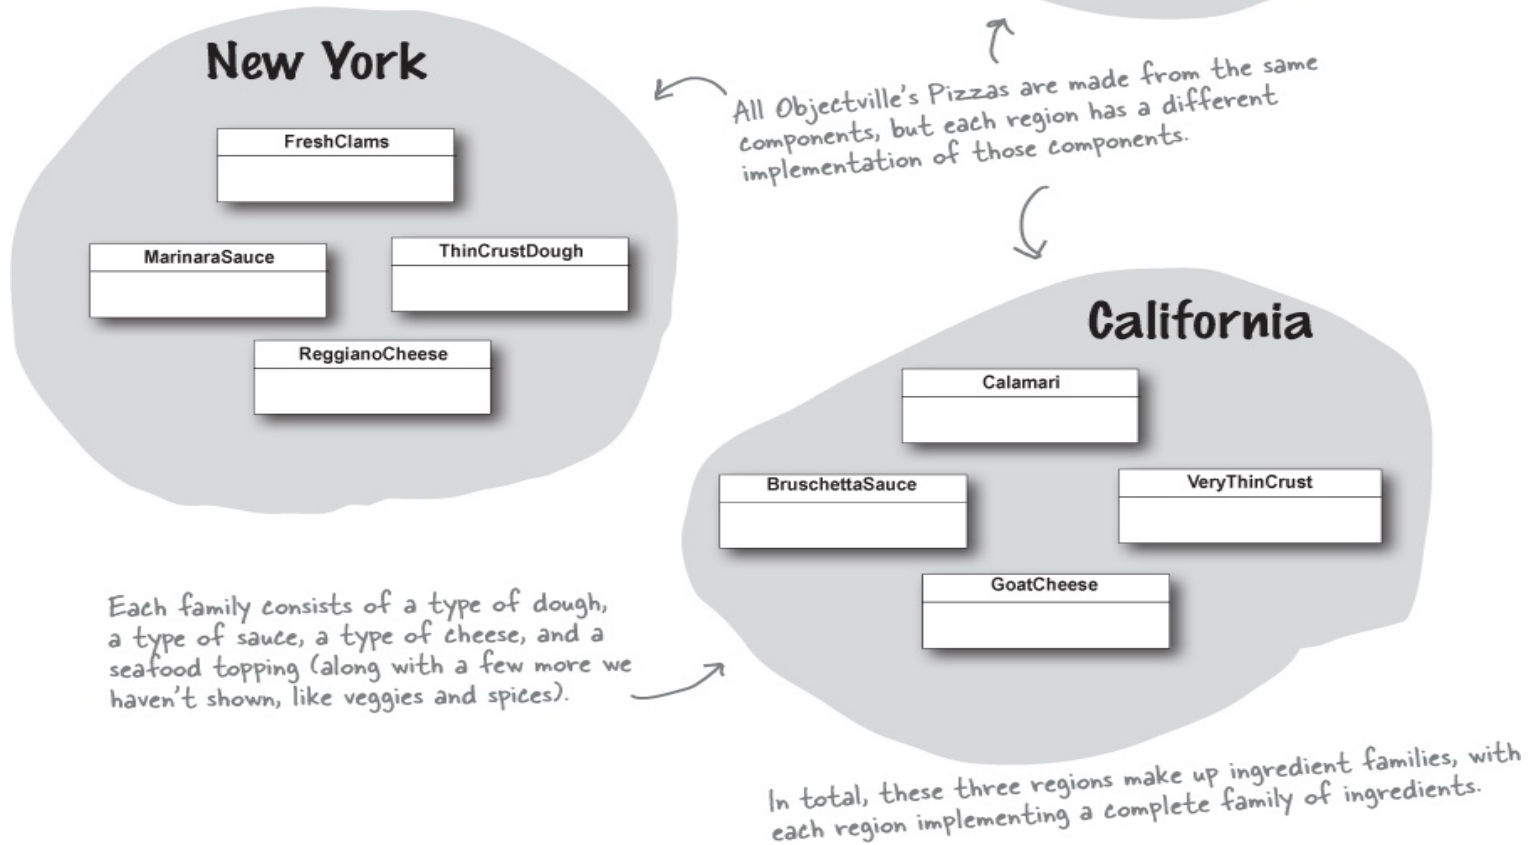 New York
FreshClams
MarinaraSauce
ThinCrustDough
ReggianoCheese
All Objectville's Pizzas are made from the same
components, but each region has a different
implementation of those components.
California
Calamari
BruschettaSauce
VeryThinCrust
GoatCheese
Each family consists of a type of dough,
a type of sauce, a type of cheese, and a
seafood topping (along with a few more we
haven't shown, like veggies and spices).
In total, these three regions make up ingredient families, with
each region implementing a complete family of ingredients.